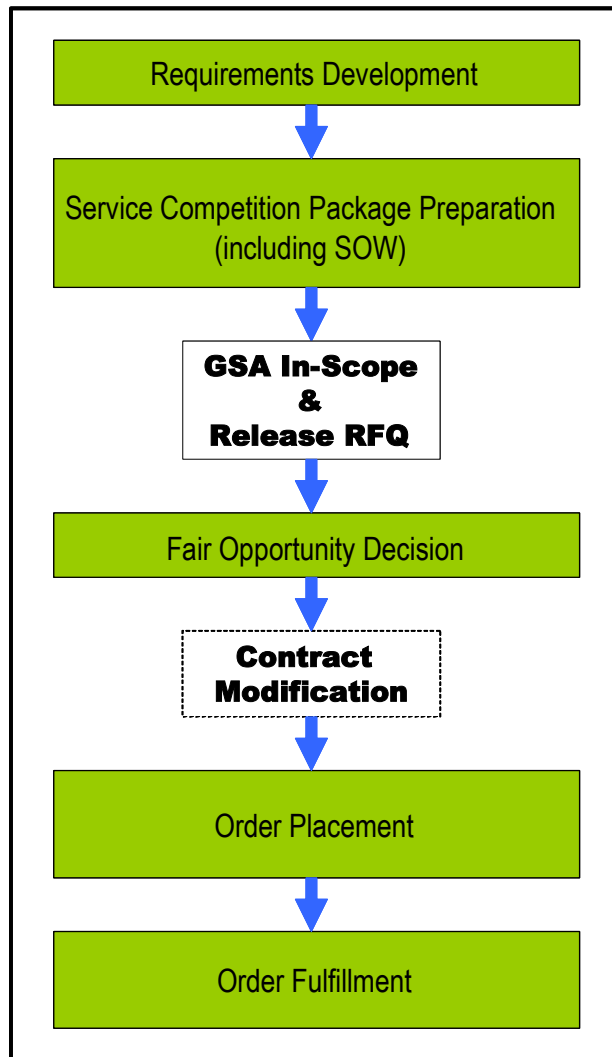 Requirements Development
Service Competition Package Preparation
(including SOW)
GSA In-Scope
&
Release RFQ
Fair Opportunity Decision
Contract
Modification
Order Placement
Order Fulfillment